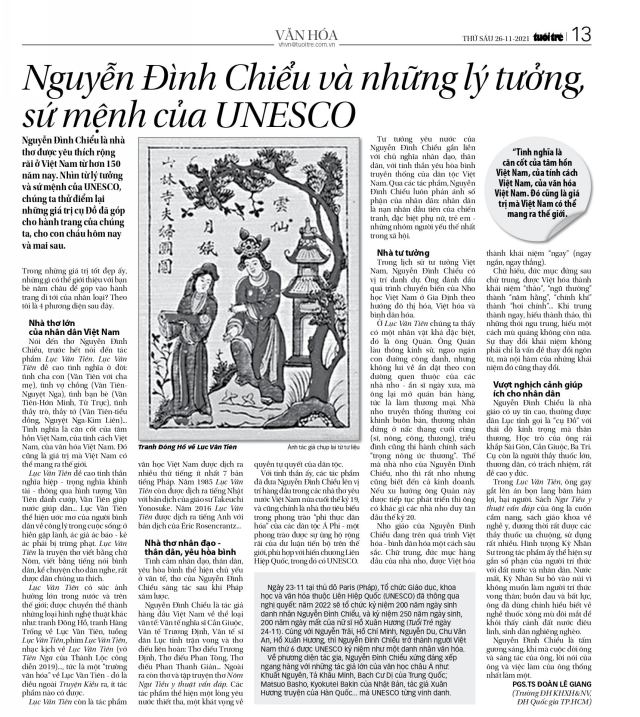 VĂN HÓA
vhvn@tuoitre.com.vn
THỨ SÁU 26-11-2021 tuổi trẻ 13
Nguyễn Đình Chiểu và những lý tưởng,
sứ mệnh của UNESCO
Nguyễn Đình Chiểu là nhà
thơ được yêu thích rộng
rãi ở Việt Nam từ hơn 150
năm nay. Nhìn từ lý tưởng
và sứ mệnh của UNESCO,
chúng ta thử điểm lại
những giá trị cụ Đồ đã góp
cho hành trang của chúng
ta, cho con cháu hôm nay
và mai sau.
Trong những giá trị tốt đẹp ấy,
những gì có thể giới thiệu với bạn
bè năm châu để góp vào hành
trang đi tới của nhân loại? Theo
tôi là 4 phương diện sau đây.
Nhà thơ lớn
của nhân dân Việt Nam
Nói đến thơ Nguyễn Đình
Chiểu, trước hết nói đến tác
phẩm Lục Vân Tiên. Lục Vân
Tiên đề cao tình nghĩa ở đời:
tình cha con (Vân Tiên với cha
mẹ), tình vợ chồng (Vân Tiên-
Nguyệt Nga), tình bạn bè (Vân
Tiên-Hớn Minh, Tử Trực), tình
thầy trò, thầy tớ (Vân Tiên-tiểu
đồng, Nguyệt Nga-Kim Liên)...
Tình nghĩa là căn cốt của tâm
hồn Việt Nam, của tính cách Việt
Nam, của văn hóa Việt Nam. Đó
cũng là giá trị mà Việt Nam có
thể mang ra thế giới.
Lục Vân Tiên đề cao tinh thần
nghĩa hiệp - trọng nghĩa khinh
tài - thông qua hình tượng Vân
Tiên đánh cướp, Vân Tiên giúp
nước giúp dân... Lục Vân Tiên
thể hiện ước mơ của người bình
dân về công lý trong cuộc sống ở
hiền gặp lành, ác giả ác báo - kẻ
ác phải bị trừng phạt. Lục Vân
Tiên là truyện thơ viết bằng chữ
Nôm, viết bằng tiếng nói bình
dân, kể chuyện cho dân nghe, rất
được dân chúng ưa thích.
Lục Vân Tiên có sức ảnh
hưởng lớn trong nước và trên
thế giới: được chuyển thể thành
những loại hình nghệ thuật khác
như tranh Đông Hồ, tranh Hàng
Trống về Lục Vân Tiên, tuồng
Lục Vân Tiên, phim Lục Vân Tiên,
nhạc kịch về Lục Vân Tiên (vở
Tiên Nga của Thành Lộc công
diễn 2019)..., tức là một "trường
văn hóa" về Lục Vân Tiên - đó là
điều ngoài Truyện Kiều ra, ít tác
phẩm nào có được.
Lục Vân Tiên còn là tác phẩm
Tranh Đông Hồ về Lục Vân Tiên
Ảnh tác giả chụp lại từ tư liệu
văn học Việt Nam được dịch ra
nhiều thứ tiếng: ít nhất 7 bản
tiếng Pháp. Năm 1985 Lục Vân
Tiên còn được dịch ra tiếng Nhật
với bản dịch của giáo sư Takeuchi
Yonosuke. Năm 2016 Lục Vân
Tiên được dịch ra tiếng Anh với
bản dịch của Éric Rosencrantz...
Nhà thơ nhân đạo -
thân dân, yêu hòa bình
Tình cảm nhân đạo, thân dân,
yêu hòa bình thể hiện chủ yếu
ở văn tế, thơ của Nguyễn Đình
Chiểu sáng tác sau khi Pháp
xâm lược.
Nguyễn Đình Chiểu là tác giả
hàng đầu Việt Nam về thể loại
văn tế: Văn tế nghĩa sĩ Cần Giuộc,
Văn tế Trương Định, Văn tế sĩ
dân Lục tỉnh trận vong và thơ
điếu liên hoàn: Thơ điếu Trương
Định, Thơ điếu Phan Tòng, Thơ
điếu Phan Thanh Giản... Ngoài
ra còn thơ và tập truyện thơ Nôm
Ngư Tiều y thuật vấn đáp. Các
tác phẩm thể hiện một lòng yêu
nước thiết tha, một khát vọng về
quyền tự quyết của dân tộc.
Với tinh thần ấy, các tác phẩm
đã đưa Nguyễn Đình Chiểu lên vị
trí hàng đầu trong các nhà thơ yêu
nước Việt Nam nửa cuối thế kỷ 19,
và cũng chính là nhà thơ tiêu biểu
trong phong trào "phi thực dân
hóa" của các dân tộc Á Phi - một
phong trào được sự ủng hộ rộng
rãi của dư luận tiến bộ trên thế
giới, phù hợp với hiến chương Liên
Hiệp Quốc, trong đó có UNESCO.
Tư tưởng yêu nước của
Nguyễn Đình Chiểu gắn liền
với chủ nghĩa nhân đạo, thân
dân, với tinh thần yêu hòa bình
truyền thống của dân tộc Việt
Nam. Qua các tác phẩm, Nguyễn
Đình Chiểu luôn phản ánh số
phận của nhân dân: nhân dân
là nạn nhân đầu tiên của chiến
tranh, đặc biệt phụ nữ, trẻ em -
những nhóm người yếu thế nhất
trong xã hội.
Nhà tư tưởng
Trong lịch sử tư tưởng Việt
Nam, Nguyễn Đình Chiểu có
vị trí danh dự. Ông đánh dấu
quá trình chuyển biến của Nho
học Việt Nam ở Gia Định theo
hướng đô thị hóa, Việt hóa và
bình dân hóa.
Ở Lục Vân Tiên chúng ta thấy
có một nhân vật khá đặc biệt,
đó là ông Quán. Ông Quán
lầu thông kinh sử, ngao ngán
con đường công danh, nhưng
không lui về ẩn dật theo con
đường quen thuộc của các
nhà nho - ẩn sĩ ngày xưa, mà
ông lại mở quán bán hàng,
tức là làm thương mại. Nhà
nho truyền thống thường coi
khinh buôn bán, thương nhân
đứng ở nấc thang cuối cùng
(sĩ, nông, công, thương), triều
đình cũng thi hành chính sách
"trọng nông ức thương". Thế
mà nhà nho của Nguyễn Đình
Chiểu, nho thì rất nho nhưng
cũng biết đến cả kinh doanh.
Nếu xu hướng ông Quán này
được tiếp tục phát triển thì đâu
có khác gì các nhà nho duy tân
đầu thế kỷ 20.
Nho giáo của Nguyễn Đình
Chiểu đang trên quá trình Việt
hóa - bình dân hóa một cách sâu
sắc. Chữ trung, đức mục hàng
đầu của nhà nho, được Việt hóa
"Tình nghĩa là
căn cốt của tâm hồn
Việt Nam, của tính cách
Việt Nam, của văn hóa
Việt Nam. Đó cũng là giá
trị mà Việt Nam có thể
mang ra thế giới.
thành khái niệm "ngay" (ngay
ngắn, ngay thẳng).
Chữ hiếu, đức mục đứng sau
chữ trung, được Việt hóa thành
khái niệm "thảo", "ngũ thường"
thành "năm hằng", "chính khí"
thành "hơi chính"... Khi trung
thành ngay, hiếu thành thảo, thì
những thói ngu trung, hiểu một
cách mù quáng không còn nữa.
Sự thay đổi khái niệm không
phải chỉ là vấn đề thay đổi ngôn
từ, mà nội hàm của những khái
niệm đó cũng thay đổi.
Vượt nghịch cảnh giúp
ích cho nhân dân
Nguyễn Đình Chiểu là nhà
giáo có uy tín cao, thường được
dân Lục tỉnh gọi là "cụ Đồ" với
thái độ kính trọng mà thân
thương. Học trò của ông rải
khắp Sài Gòn, Cần Giuộc, Ba Tri.
Cụ còn là người thầy thuốc lớn,
thương dân, có trách nhiệm, rất
đề cao y đức.
Trong Lục Vân Tiên, ông gay
gắt lên án bọn lang băm hám
lợi, hại người. Sách Ngư Tiều y
thuật vấn đáp của ông là cuốn
cẩm nang, sách giáo khoa về
nghề y, đương thời rất được các
thầy thuốc ưa chuộng, sử dụng
rất nhiều. Hình tượng Kỳ Nhân
Sư trong tác phẩm ấy thể hiện sự
gắn số phận của người trí thức
với đất nước và nhân dân. Nước
mất, Kỳ Nhân Sư bỏ vào núi vì
không muốn làm người trí thức
vong thân; buồn đau và bất lực,
ông đã dùng chính hiểu biết về
nghề thuốc xông mù đôi mắt để
khỏi thấy cảnh đất nước điêu
linh, sinh dân nghiêng nghèo.
Nguyễn Đình Chiểu là tấm
gương sáng, khi mà cuộc đời ông
và sáng tác của ông, lời nói của
ông và việc làm của ông thống
nhất làm một.
PGS.TS ĐOÀN LÊ GIANG
(Trường ĐH KHXH&NV,
ĐH Quốc gia TP.HCM)
Ngày 23-11 tại thủ đô Paris (Pháp), Tổ chức Giáo dục, khoa
học và văn hóa thuộc Liên Hiệp Quốc (UNESCO) đã thông qua
nghị quyết: năm 2022 sẽ tổ chức kỷ niệm 200 năm ngày sinh
danh nhân Nguyễn Đình Chiểu, và kỷ niệm 250 năm ngày sinh,
200 năm ngày mất của nữ sĩ Hồ Xuân Hương (Tuổi Trẻ ngày
24-11). Cùng với Nguyễn Trãi, Hồ Chí Minh, Nguyễn Du, Chu Văn
An, Hồ Xuân Hương, thì Nguyễn Đình Chiểu trở thành người Việt
Nam thứ 6 được UNESCO kỷ niệm như một danh nhân văn hóa.
Về phương diện tác gia, Nguyễn Đình Chiểu xứng đáng xếp
ngang hàng với những tác gia lớn của văn học châu Á như:
Khuất Nguyên, Tả Khâu Minh, Bạch Cư Dị của Trung Quốc;
Matsuo Basho, Kyokutei Bakin của Nhật Bản, tác giả Xuân
Hương truyện của Hàn Quốc... mà UNESCO từng vinh danh.